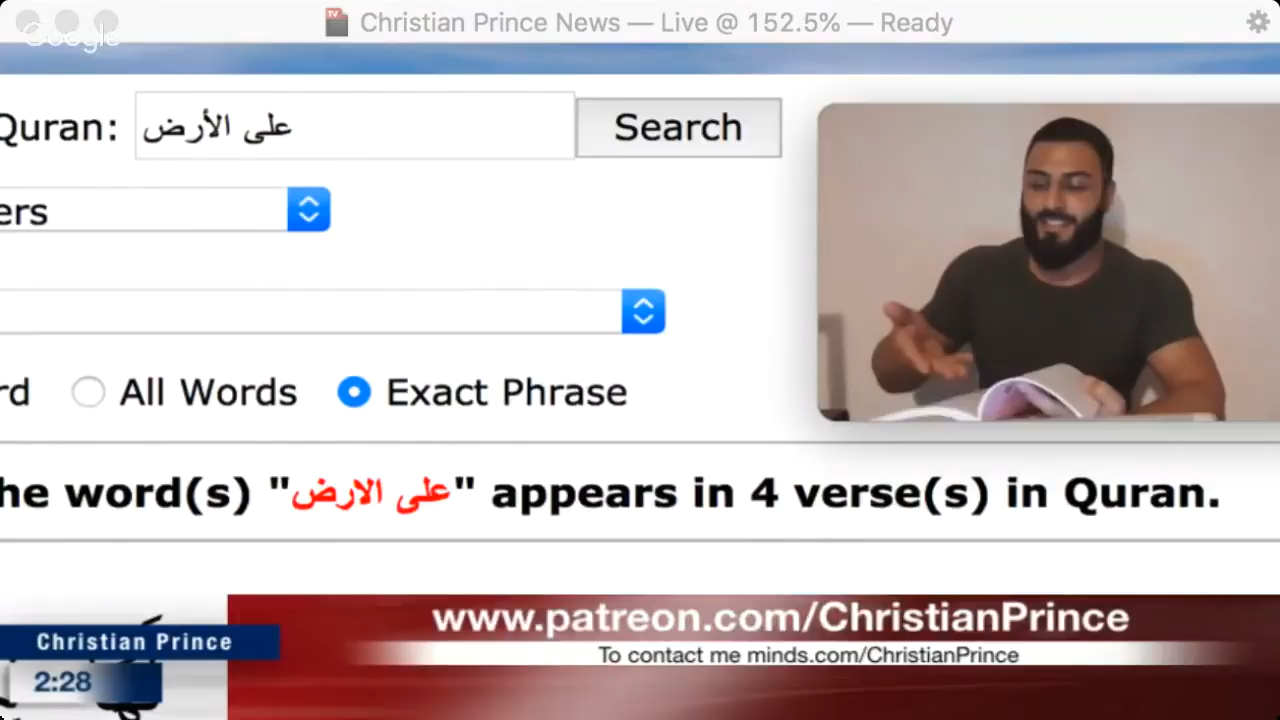 Christian Prince News — Live @ 152.5% — Ready
Google
Quran: على الأرض Search
ers
rd All Words Exact Phrase
he word(s) "على الارض" appears in 4 verse(s) in Quran.
www.patreon.com/ChristianPrince
Christian Prince
To contact me minds.com/ChristianPrince
2:28